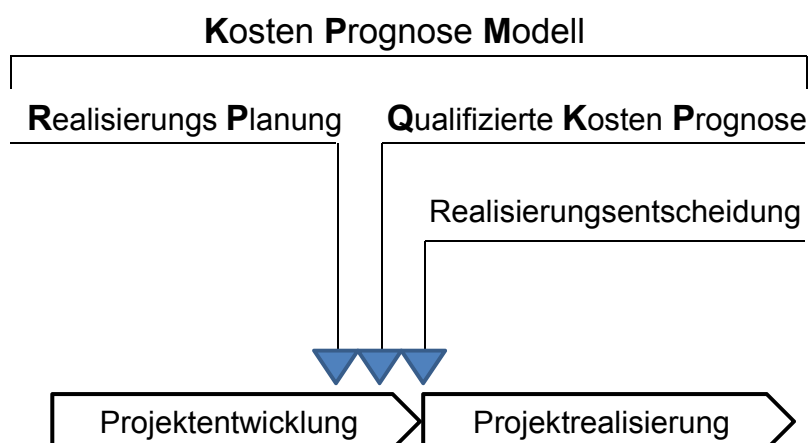 Kosten Prognose Modell
Realisierungs Planung
Qualifizierte Kosten Prognose
Realisierungsentscheidung
Projektentwicklung
Projektrealisierung